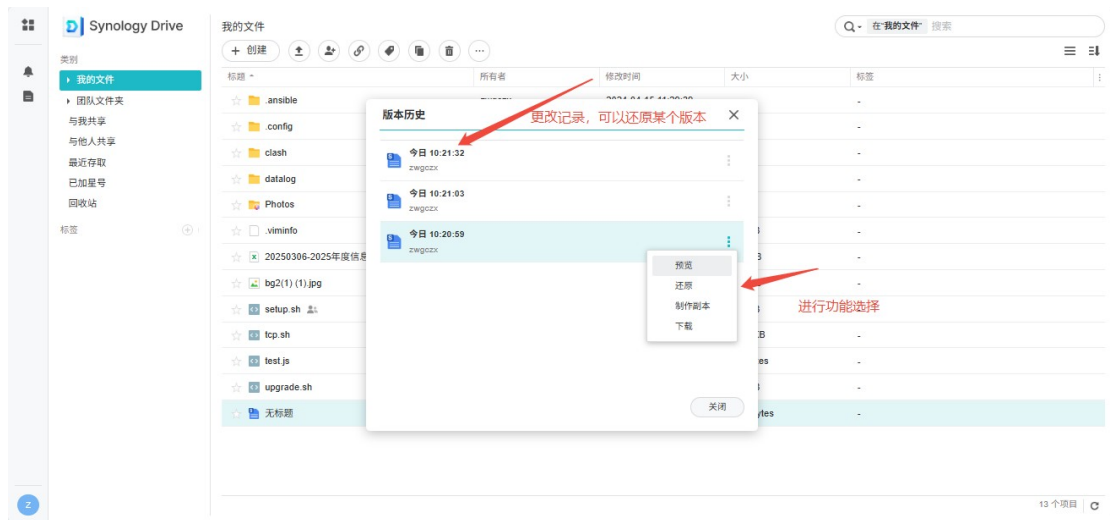 Synology Drive
我的文件
在"我的文件" 搜索
类别
我的文件
团队文件夹
与我共享
与他人共享
最近存取
已加星号
回收站
标签
+ 创建
标题 所有者 修改时间 大小 标签
.ansible
-
.config
-
clash
-
datalog
-
Photos
-
.viminfo
-
20250306-2025年度信息
-
bg2(1) (1).jpg
-
setup.sh
-
tcp.sh
-
test.js
-
upgrade.sh
-
无标题
-
版本历史
更改记录，可以还原某个版本
今日 10:21:32
zwgczx
今日 10:21:03
zwgczx
今日 10:20:59
zwgczx
预览
还原
制作副本
下载
进行功能选择
关闭
13 个项目
Z